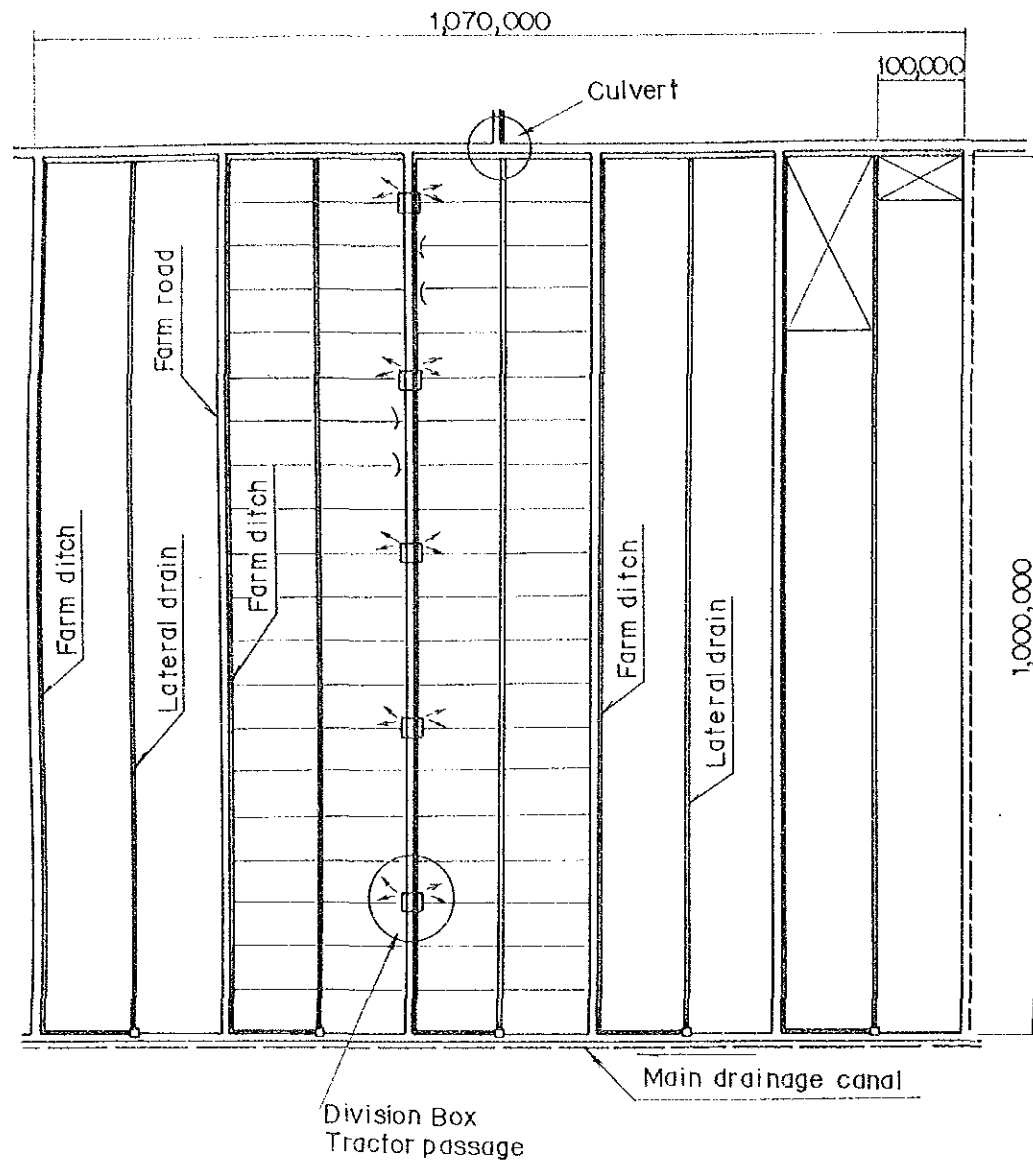 1,070,000
100,000
Culvert
Farm road
Farm ditch
Lateral drain
Farm ditch
Farm ditch
Lateral drain
1,000,000
Main drainage canal
Division Box
Tractor passage